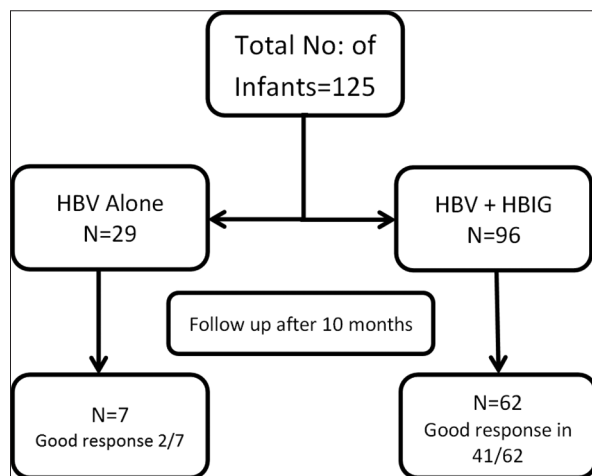 Total No: of
Infants=125
HBV Alone
N=29
HBV + HBIG
N=96
Follow up after 10 months
N=7
Good response 2/7
N=62
Good response in
41/62